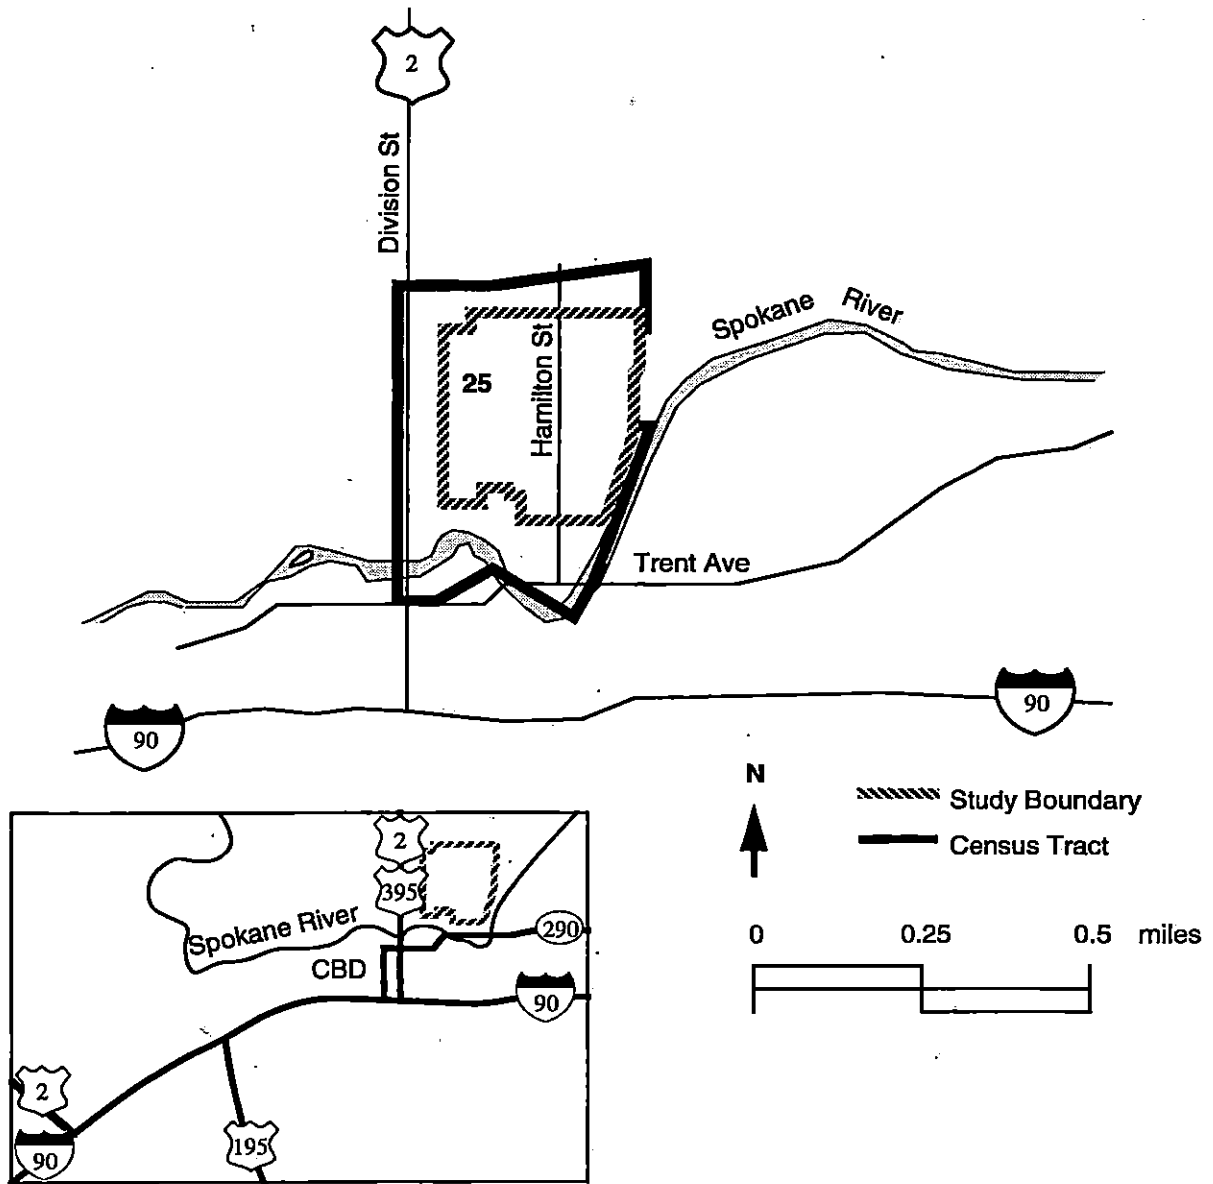 2
Division St
Spokane River
25
Hamilton St
Trent Ave
90
90
N
Study Boundary
Census Tract
0 0.25 0.5 miles
2
395
Spokane River
290
CBD
90
2
90
195